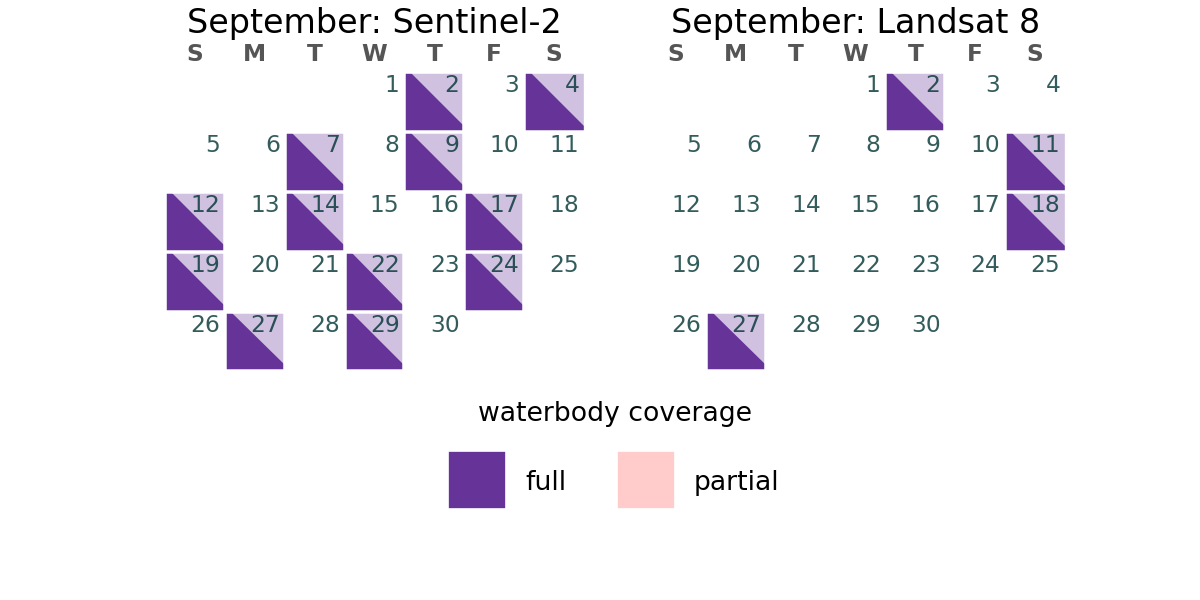 September: Sentinel-2
S M T W T F S
1 2 3 4
5 6 7 8 9 10 11
12 13 14 15 16 17 18
19 20 21 22 23 24 25
26 27 28 29 30
September: Landsat 8
S M T W T F S
1 2 3 4
5 6 7 8 9 10 11
12 13 14 15 16 17 18
19 20 21 22 23 24 25
26 27 28 29 30
waterbody coverage
full partial